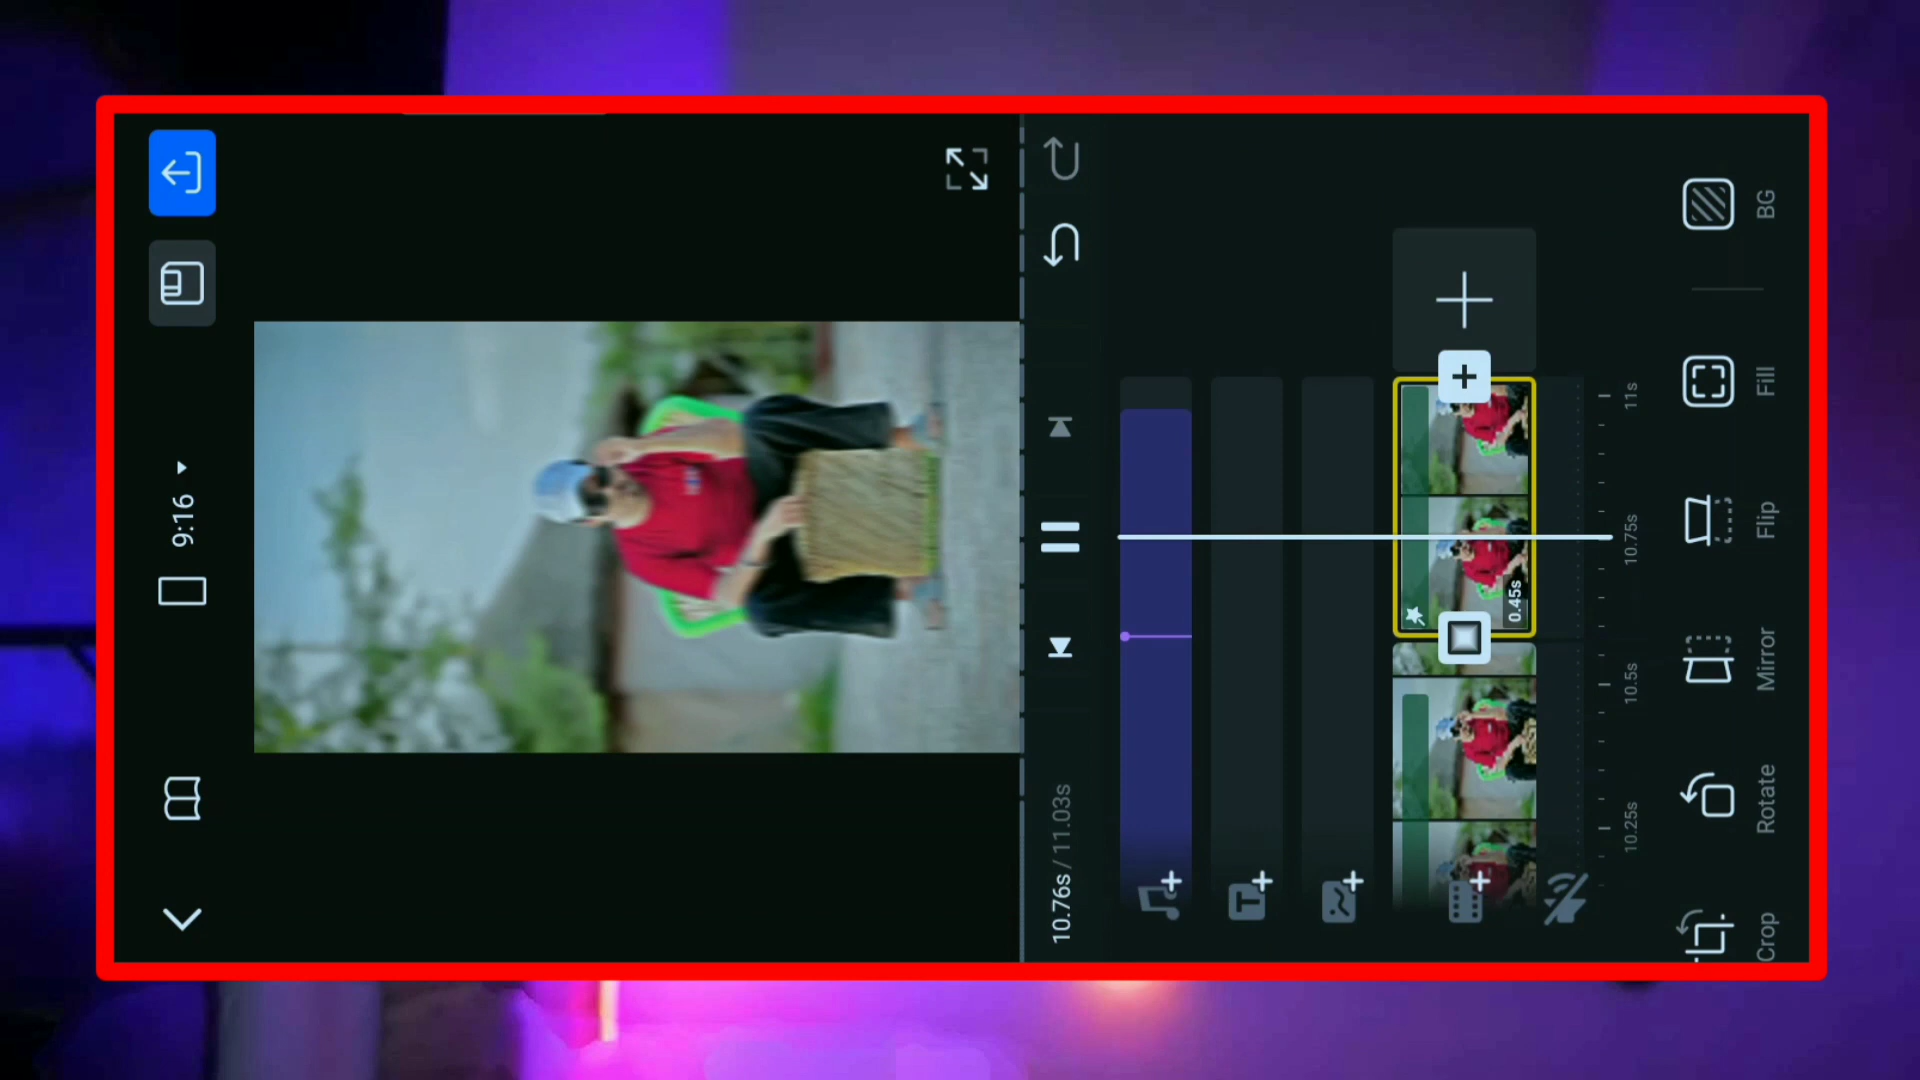 9:16
10.76s / 11.03s
0.45s
10.25s
10.5s
10.75s
11s
Crop
Rotate
Mirror
Flip
Fill
BG